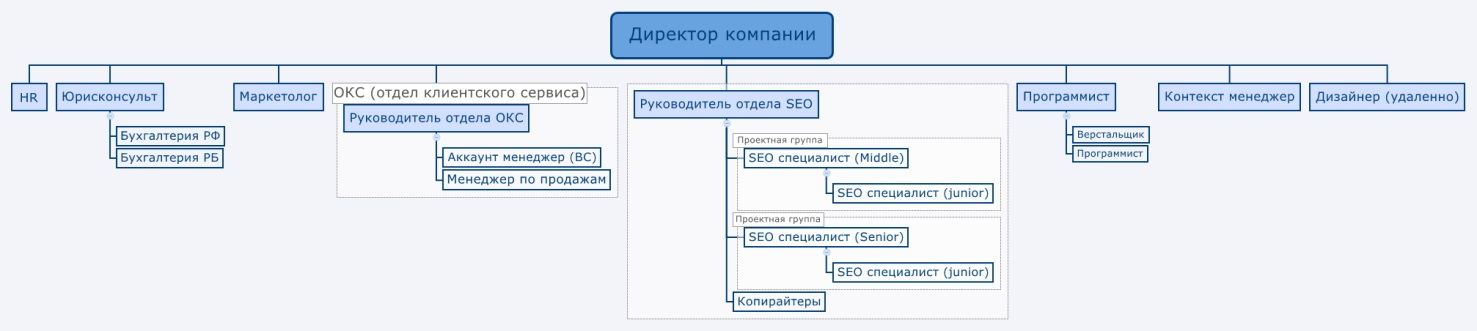 Директор компании
HR
Юрисконсульт
Бухгалтерия РФ
Бухгалтерия РБ
Маркетолог
ОКС (отдел клиентского сервиса)
Руководитель отдела ОКС
Аккаунт менеджер (ВС)
Менеджер по продажам
Руководитель отдела SEO
Проектная группа
SEO специалист (Middle)
SEO специалист (junior)
Проектная группа
SEO специалист (Senior)
SEO специалист (junior)
Копирайтеры
Программист
Верстальщик
Программист
Контекст менеджер
Дизайнер (удаленно)